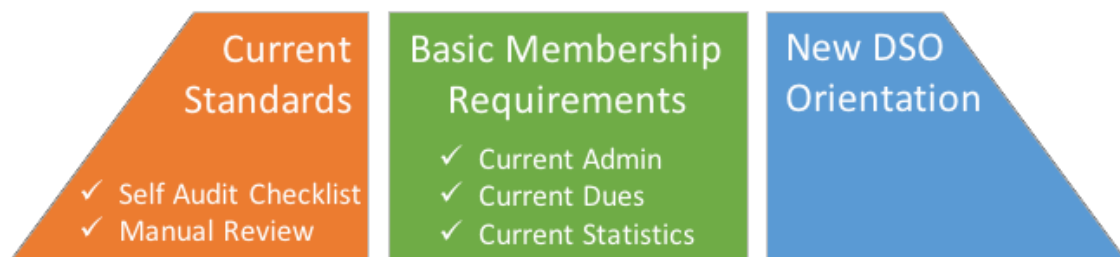 Current
Standards
✓ Self Audit Checklist
✓ Manual Review
Basic Membership
Requirements
✓ Current Admin
✓ Current Dues
✓ Current Statistics
New DSO
Orientation